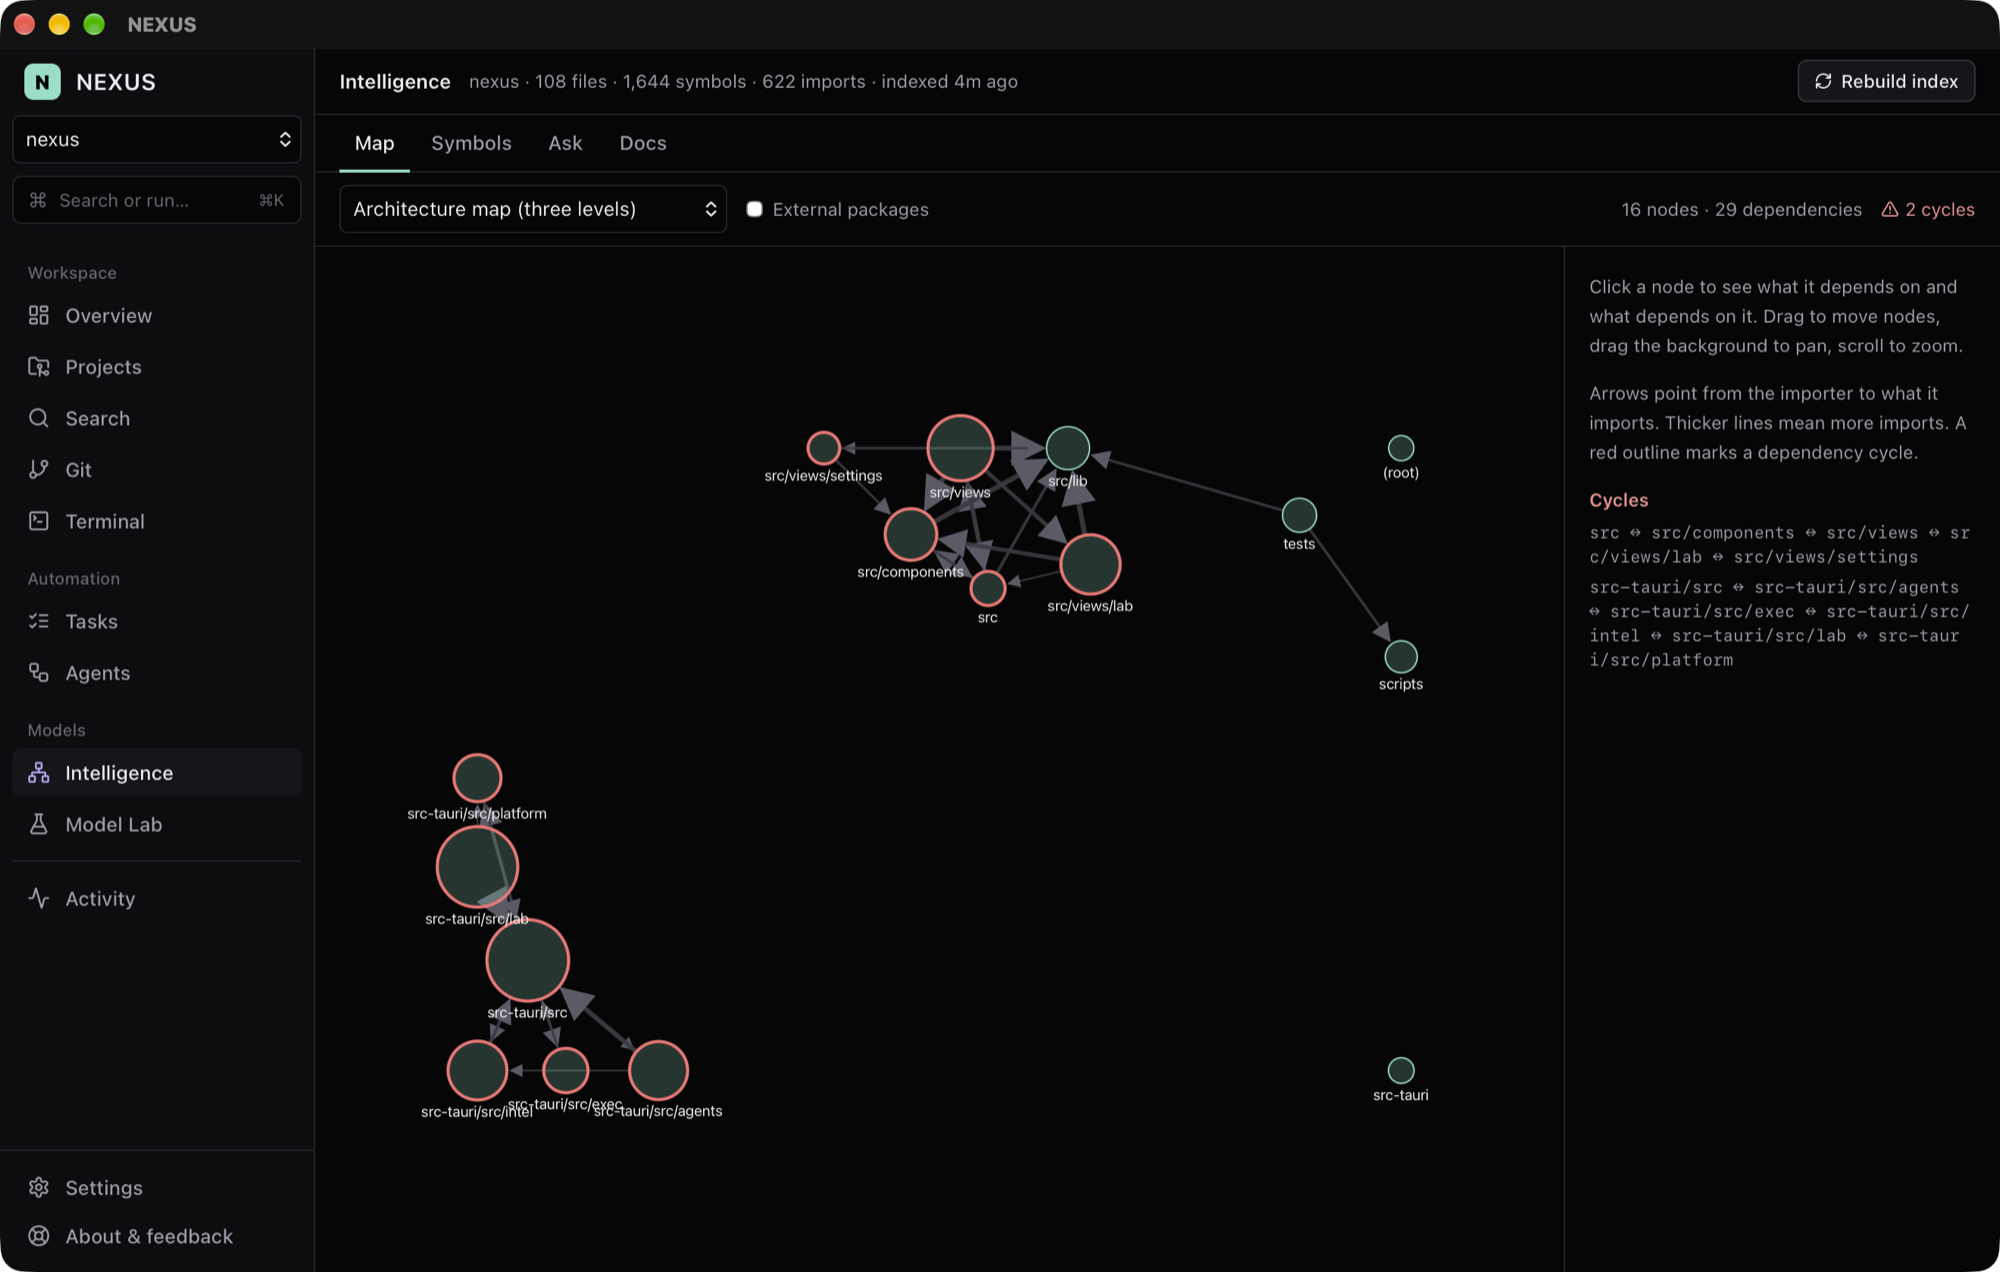 NEXUS
N NEXUS
nexus
⌘ Search or run... ⌘K
Workspace
Overview
Projects
Search
Git
Terminal
Automation
Tasks
Agents
Models
Intelligence
Model Lab
Activity
Settings
About & feedback
Intelligence nexus · 108 files · 1,644 symbols · 622 imports · indexed 4m ago
Rebuild index
Map Symbols Ask Docs
Architecture map (three levels)
External packages
16 nodes · 29 dependencies 2 cycles
src/views/settings
src/views
src/lib
(root)
tests
src/components
src
src/views/lab
scripts
src-tauri/src/platform
src-tauri/src/lab
src-tauri/src
src-tauri/src/intel
src-tauri/src/exec
src-tauri/src/agents
src-tauri
Click a node to see what it depends on and
what depends on it. Drag to move nodes,
drag the background to pan, scroll to zoom.
Arrows point from the importer to what it
imports. Thicker lines mean more imports. A
red outline marks a dependency cycle.
Cycles
src ↔ src/components ↔ src/views ↔ sr
c/views/lab ↔ src/views/settings
src-tauri/src ↔ src-tauri/src/agents
↔ src-tauri/src/exec ↔ src-tauri/src/
intel ↔ src-tauri/src/lab ↔ src-taur
i/src/platform